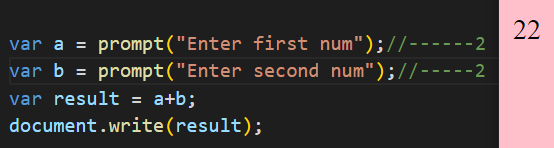 var a = prompt("Enter first num");//------2
var b = prompt("Enter second num");//-----2
var result = a+b;
document.write(result);
22